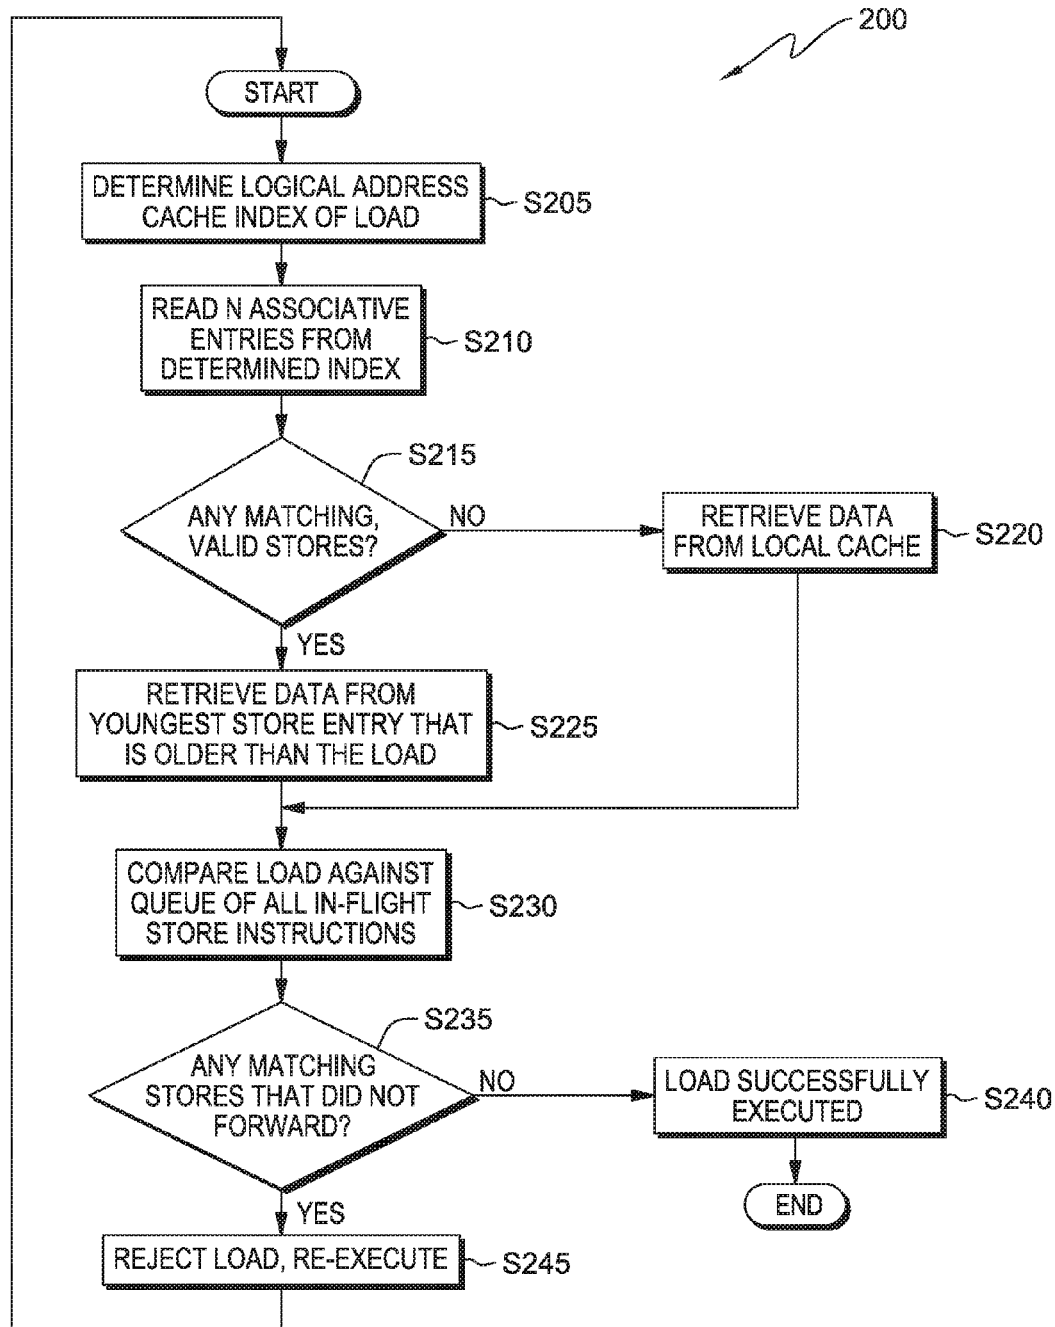 200
START
DETERMINE LOGICAL ADDRESS
CACHE INDEX OF LOAD
S205
READ N ASSOCIATIVE
ENTRIES FROM
DETERMINED INDEX
S210
S215
ANY MATCHING,
VALID STORES?
NO
RETRIEVE DATA
FROM LOCAL CACHE
S220
YES
RETRIEVE DATA FROM
YOUNGEST STORE ENTRY THAT
IS OLDER THAN THE LOAD
S225
COMPARE LOAD AGAINST
QUEUE OF ALL IN-FLIGHT
STORE INSTRUCTIONS
S230
S235
ANY MATCHING
STORES THAT DID NOT
FORWARD?
NO
LOAD SUCCESSFULLY
EXECUTED
S240
END
YES
REJECT LOAD, RE-EXECUTE
S245